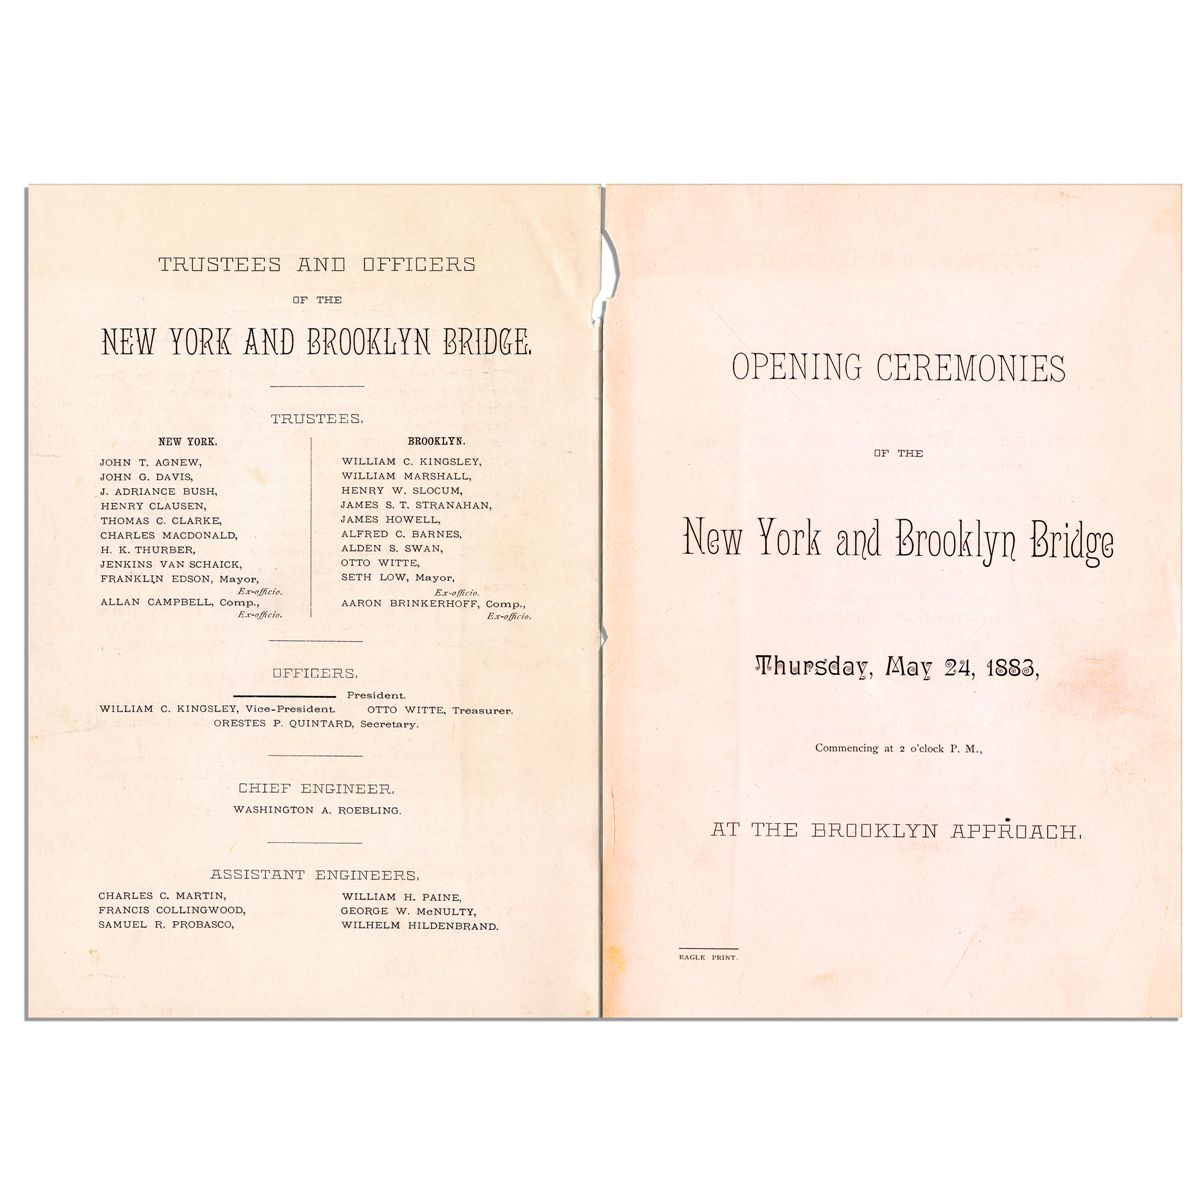 TRUSTEES AND OFFICERS
OF THE
NEW YORK AND BROOKLYN BRIDGE.
TRUSTEES.
NEW YORK.
JOHN T. AGNEW,
JOHN G. DAVIS,
J. ADRIANCE BUSH,
HENRY CLAUSEN,
THOMAS C. CLARKE,
CHARLES MACDONALD,
H. K. THURBER,
JENKINS VAN SCHAICK,
FRANKLIN EDSON, Mayor,
Ex-officio.
ALLAN CAMPBELL, Comp.,
Ex-officio.
BROOKLYN.
WILLIAM C. KINGSLEY,
WILLIAM MARSHALL,
HENRY W. SLOCUM,
JAMES S. T. STRANAHAN,
JAMES HOWELL,
ALFRED C. BARNES,
ALDEN S. SWAN,
OTTO WITTE,
SETH LOW, Mayor,
Ex-officio.
AARON BRINKERHOFF, Comp.,
Ex-officio.
OFFICERS.
President.
WILLIAM C. KINGSLEY, Vice-President. OTTO WITTE, Treasurer.
ORESTES P. QUINTARD, Secretary.
CHIEF ENGINEER,
WASHINGTON A. ROEBLING.
ASSISTANT ENGINEERS,
CHARLES C. MARTIN,
FRANCIS COLLINGWOOD,
SAMUEL R. PROBASCO,
WILLIAM H. PAINE,
GEORGE W. McNULTY,
WILHELM HILDENBRAND.
OPENING CEREMONIES
OF THE
New York and Brooklyn Bridge
Thursday, May 24, 1883,
Commencing at 2 o'clock P. M.,
AT THE BROOKLYN APPROACH.
EAGLE PRINT.